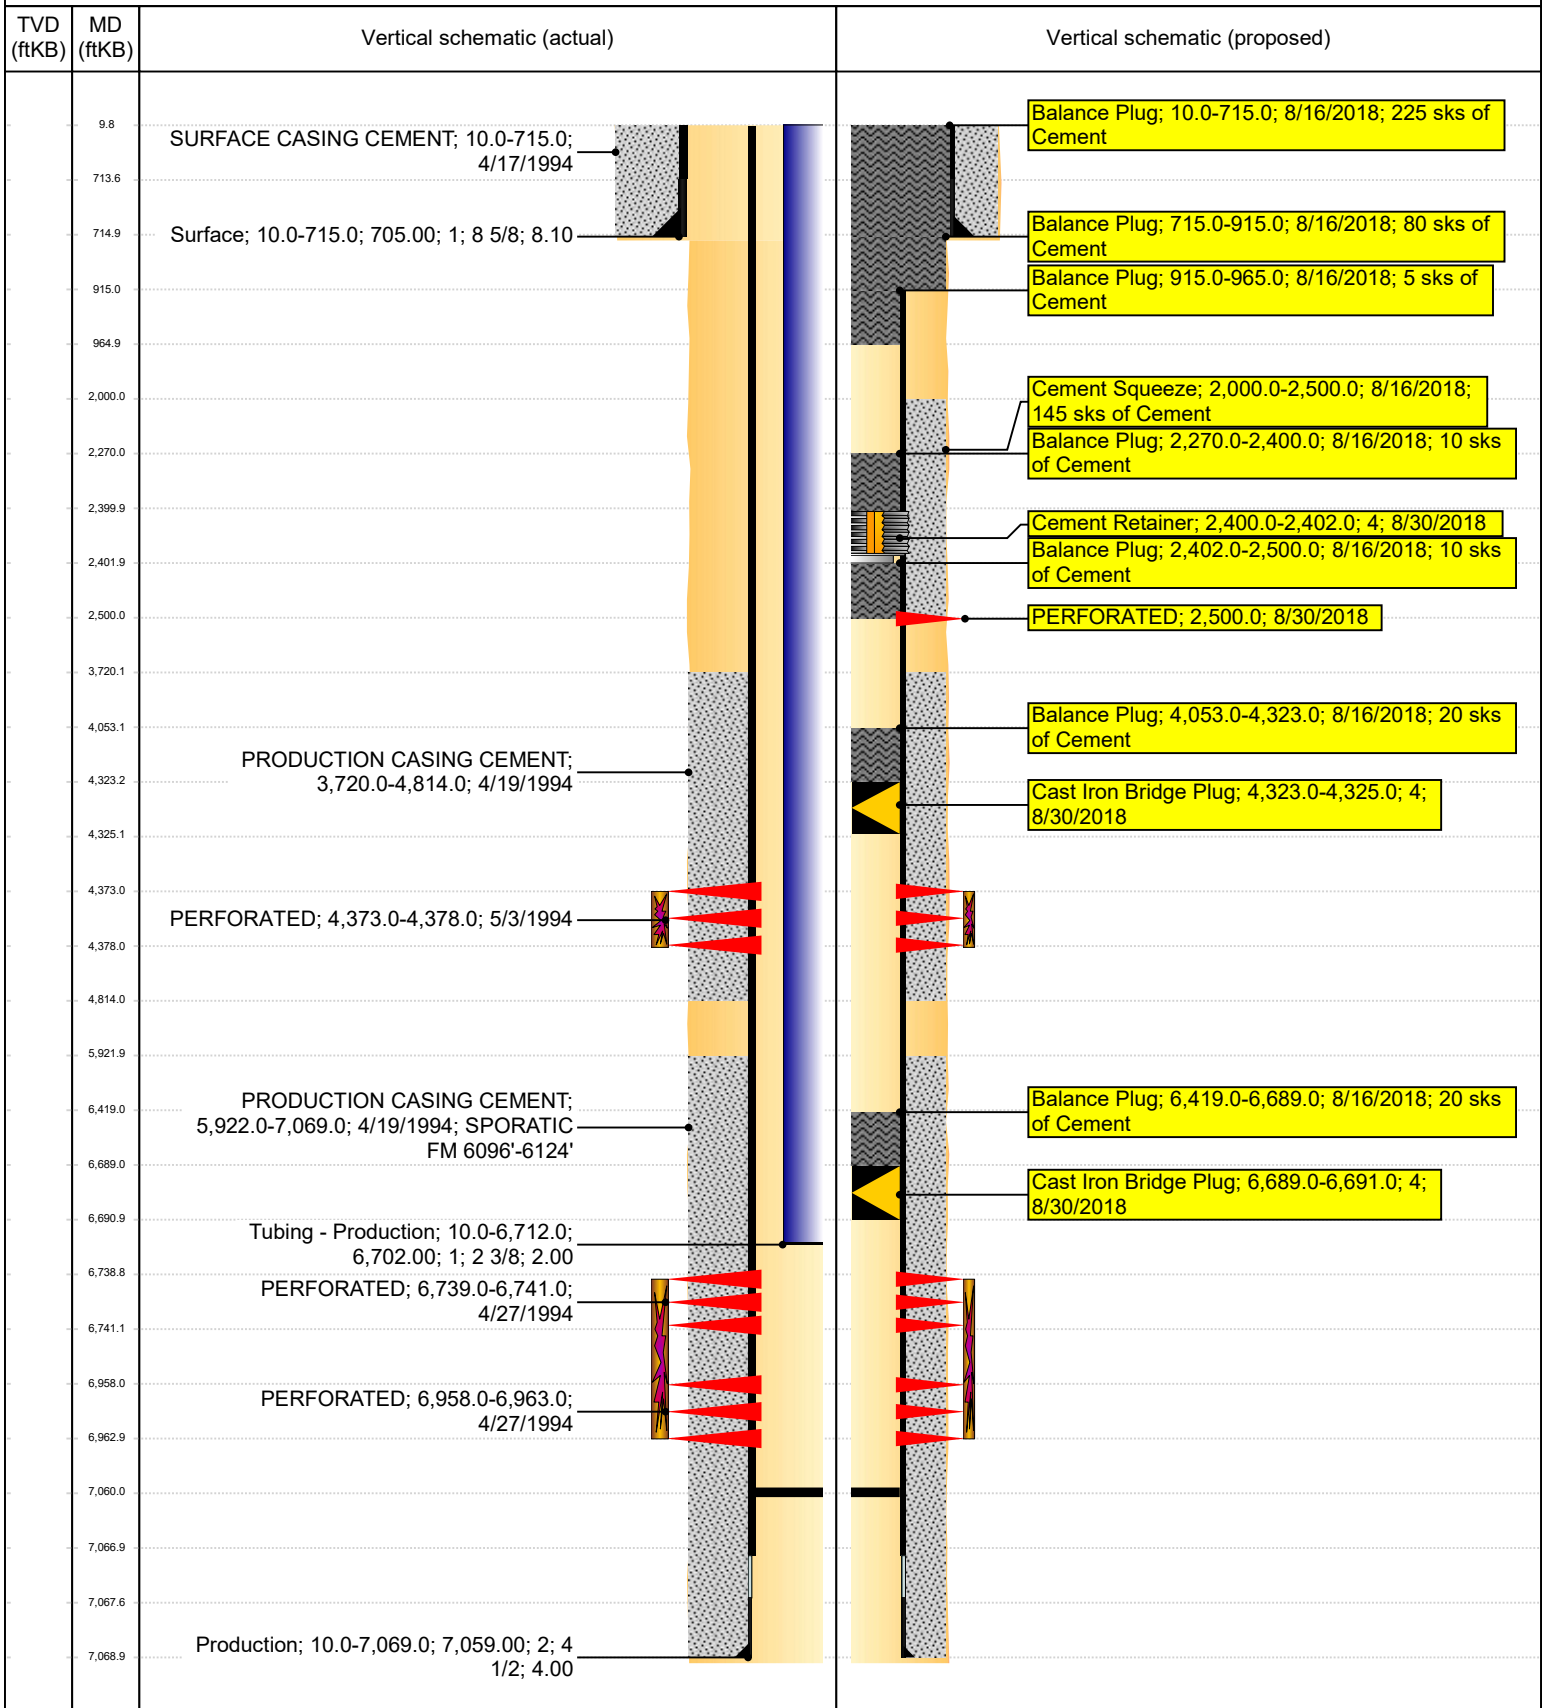 TVD
(ftKB)
MD
(ftKB)
Vertical schematic (actual)
Vertical schematic (proposed)
9.8
713.6
714.9
915.0
964.9
2,000.0
2,270.0
2,399.9
2,401.9
2,500.0
3,720.1
4,053.1
4,323.2
4,325.1
4,373.0
4,378.0
4,814.0
5,921.9
6,419.0
6,689.0
6,690.9
6,738.8
6,741.1
6,958.0
6,962.9
7,060.0
7,066.9
7,067.6
7,068.9
SURFACE CASING CEMENT; 10.0-715.0;
4/17/1994
Surface; 10.0-715.0; 705.00; 1; 8 5/8; 8.10
PRODUCTION CASING CEMENT;
3,720.0-4,814.0; 4/19/1994
PERFORATED; 4,373.0-4,378.0; 5/3/1994
PRODUCTION CASING CEMENT;
5,922.0-7,069.0; 4/19/1994; SPORATIC
FM 6096'-6124'
Tubing - Production; 10.0-6,712.0;
6,702.00; 1; 2 3/8; 2.00
PERFORATED; 6,739.0-6,741.0;
4/27/1994
PERFORATED; 6,958.0-6,963.0;
4/27/1994
Production; 10.0-7,069.0; 7,059.00; 2; 4
1/2; 4.00
Balance Plug; 10.0-715.0; 8/16/2018; 225 sks of
Cement
Balance Plug; 715.0-915.0; 8/16/2018; 80 sks of
Cement
Balance Plug; 915.0-965.0; 8/16/2018; 5 sks of
Cement
Cement Squeeze; 2,000.0-2,500.0; 8/16/2018;
145 sks of Cement
Balance Plug; 2,270.0-2,400.0; 8/16/2018; 10 sks
of Cement
Cement Retainer; 2,400.0-2,402.0; 4; 8/30/2018
Balance Plug; 2,402.0-2,500.0; 8/16/2018; 10 sks
of Cement
PERFORATED; 2,500.0; 8/30/2018
Balance Plug; 4,053.0-4,323.0; 8/16/2018; 20 sks
of Cement
Cast Iron Bridge Plug; 4,323.0-4,325.0; 4;
8/30/2018
Balance Plug; 6,419.0-6,689.0; 8/16/2018; 20 sks
of Cement
Cast Iron Bridge Plug; 6,689.0-6,691.0; 4;
8/30/2018